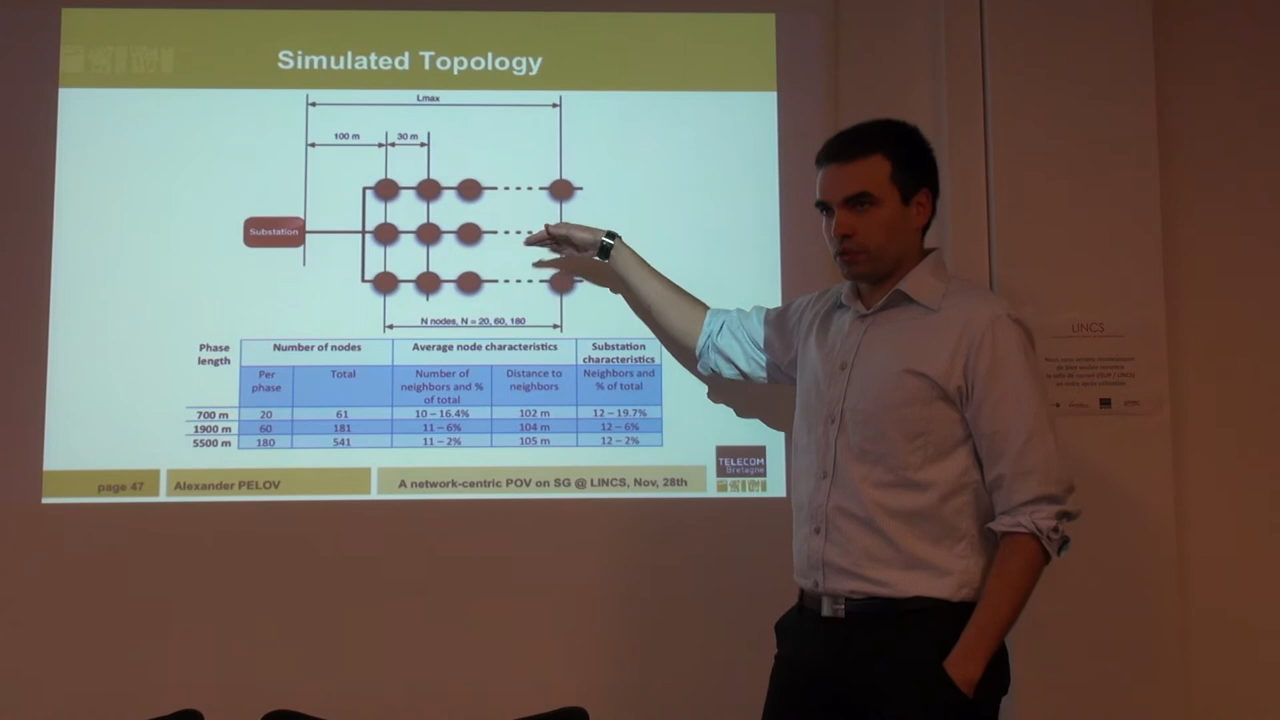 Simulated Topology
Lmax
100 m
30 m
Substation
N nodes, N = 20, 60, 180
Phase length
Number of nodes
Average node characteristics
Substation characteristics
Per phase
Total
Number of neighbors and % of total
Distance to neighbors
Neighbors and % of total
700 m 20 61 10 – 16.4% 102 m 12 – 19.7%
1900 m 60 181 11 – 6% 104 m 12 – 6%
5500 m 180 541 11 – 2% 105 m 12 – 2%
TELECOM
Bretagne
page 47
Alexander PELOV
A network-centric POV on SG @ LINCS, Nov, 28th
LINCS